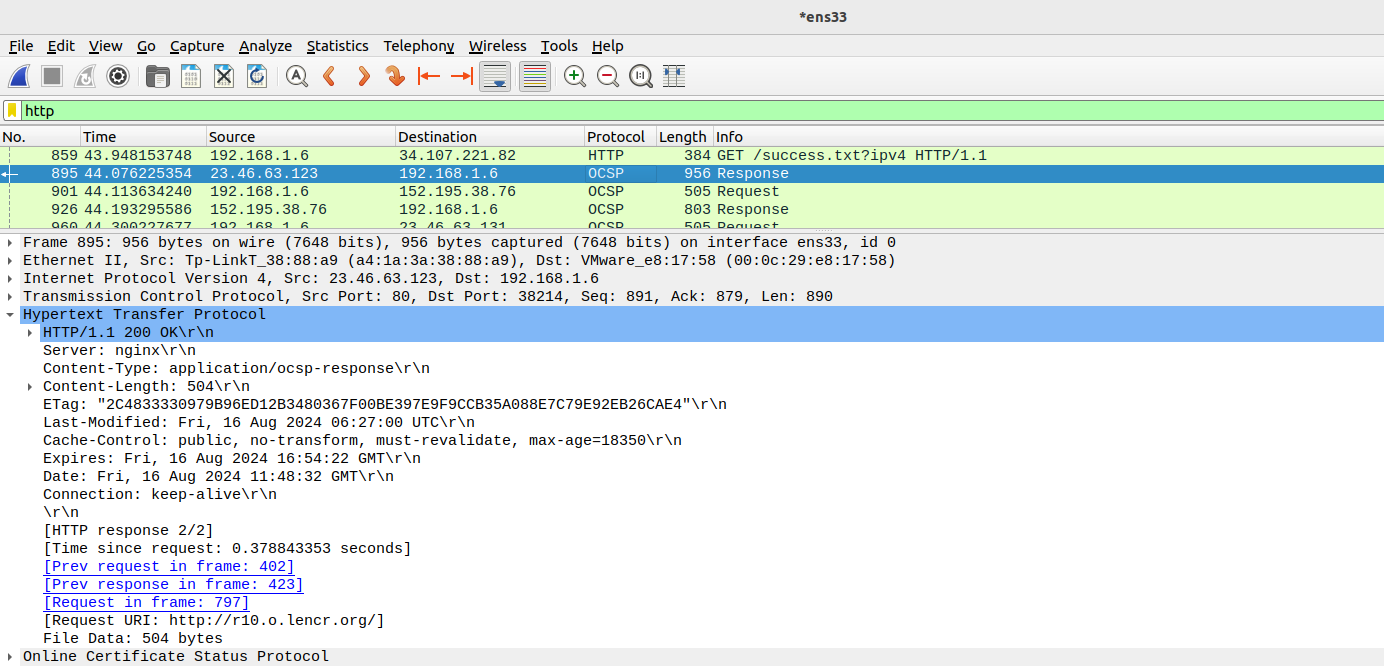 *ens33
File Edit View Go Capture Analyze Statistics Telephony Wireless Tools Help
http
No. Time Source Destination Protocol Length Info
859 43.948153748 192.168.1.6 34.107.221.82 HTTP 384 GET /success.txt?ipv4 HTTP/1.1
895 44.076225354 23.46.63.123 192.168.1.6 OCSP 956 Response
901 44.113634240 192.168.1.6 152.195.38.76 OCSP 505 Request
926 44.193295586 152.195.38.76 192.168.1.6 OCSP 803 Response
960 44.300227677 192.168.1.6 23.46.63.131 OCSP 505 Request
Frame 895: 956 bytes on wire (7648 bits), 956 bytes captured (7648 bits) on interface ens33, id 0
Ethernet II, Src: Tp-LinkT_38:88:a9 (a4:1a:3a:38:88:a9), Dst: VMware_e8:17:58 (00:0c:29:e8:17:58)
Internet Protocol Version 4, Src: 23.46.63.123, Dst: 192.168.1.6
Transmission Control Protocol, Src Port: 80, Dst Port: 38214, Seq: 891, Ack: 879, Len: 890
Hypertext Transfer Protocol
HTTP/1.1 200 OK\r\n
Server: nginx\r\n
Content-Type: application/ocsp-response\r\n
Content-Length: 504\r\n
ETag: "2C4833330979B96ED12B3480367F00BE397E9F9CCB35A088E7C79E92EB26CAE4"\r\n
Last-Modified: Fri, 16 Aug 2024 06:27:00 UTC\r\n
Cache-Control: public, no-transform, must-revalidate, max-age=18350\r\n
Expires: Fri, 16 Aug 2024 16:54:22 GMT\r\n
Date: Fri, 16 Aug 2024 11:48:32 GMT\r\n
Connection: keep-alive\r\n
\r\n
[HTTP response 2/2]
[Time since request: 0.378843353 seconds]
[Prev request in frame: 402]
[Prev response in frame: 423]
[Request in frame: 797]
[Request URI: http://r10.o.lencr.org/]
File Data: 504 bytes
Online Certificate Status Protocol